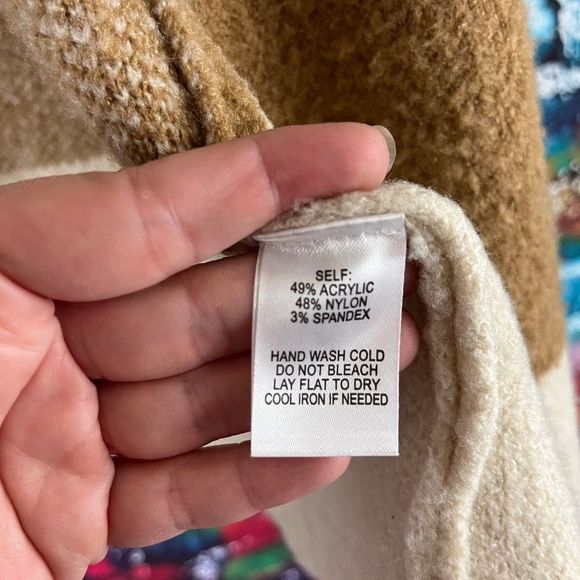 SELF:
49% ACRYLIC
48% NYLON
3% SPANDEX
HAND WASH COLD
DO NOT BLEACH
LAY FLAT TO DRY
COOL IRON IF NEEDED